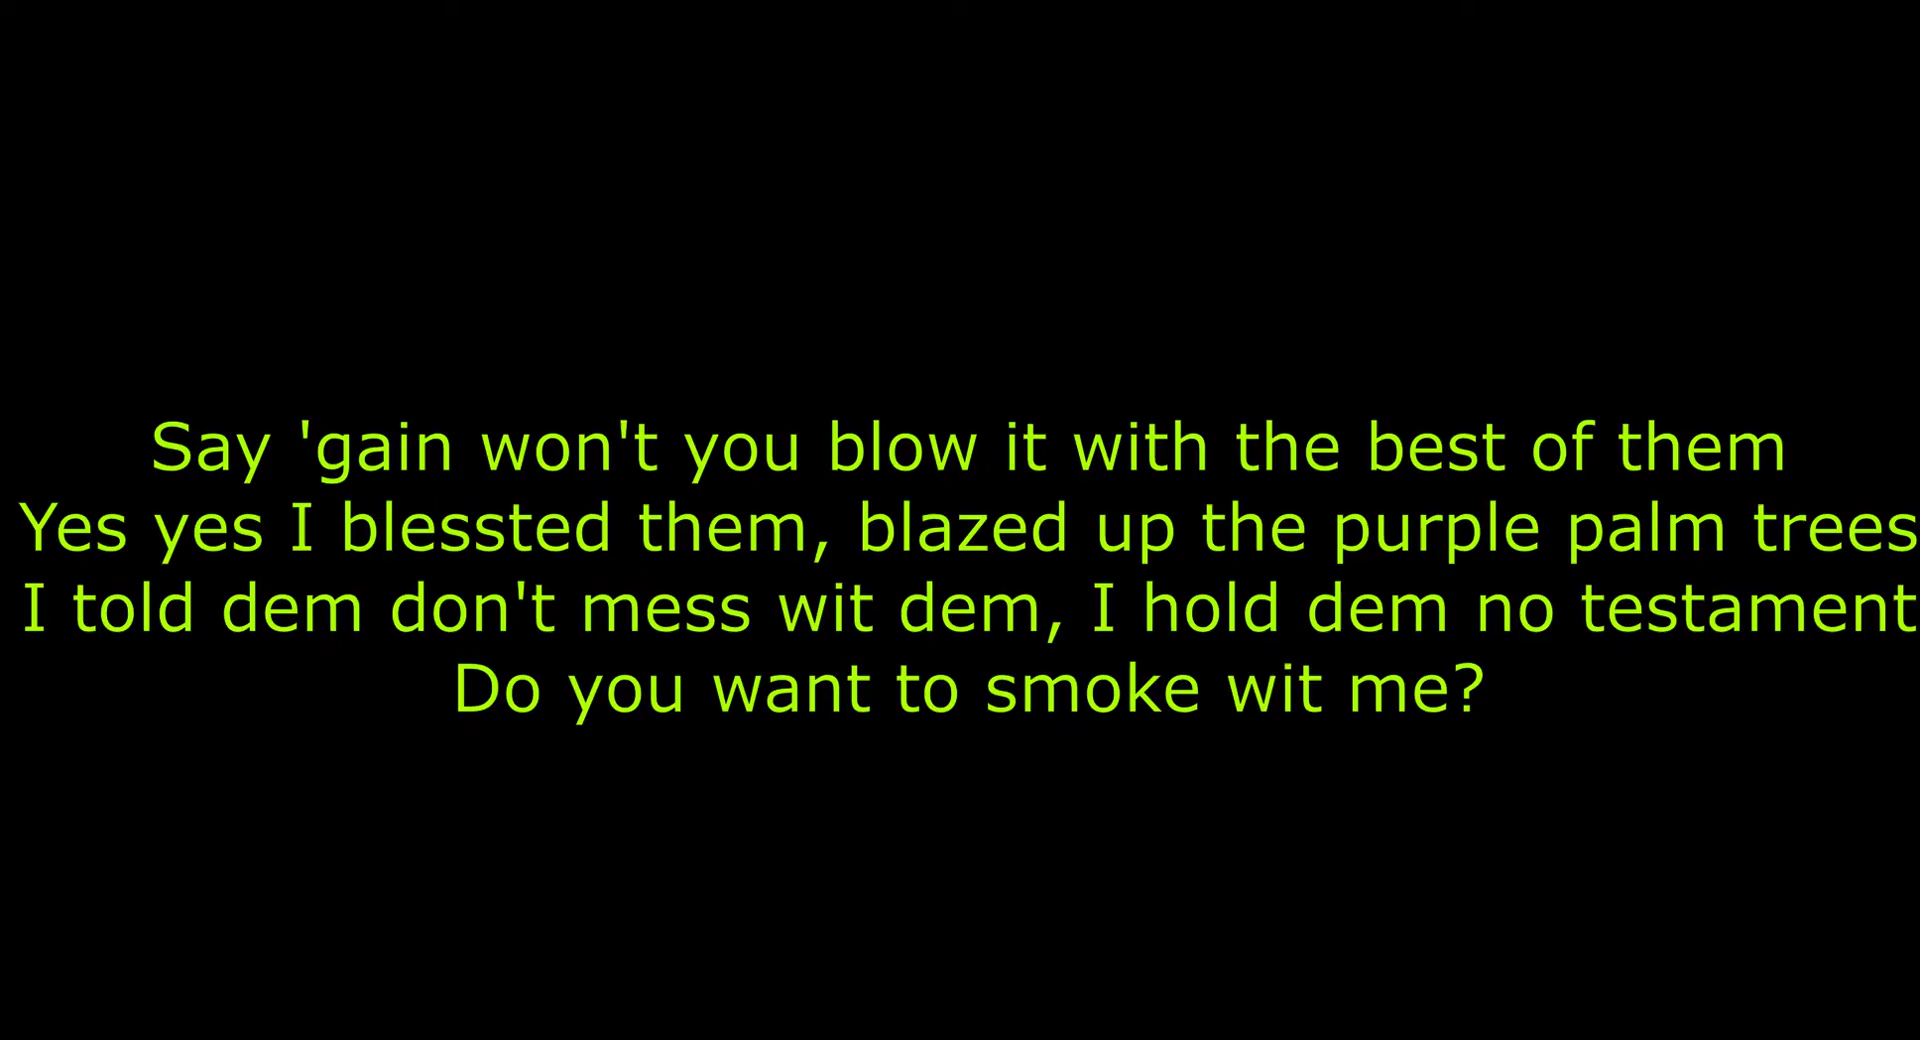 Say 'gain won't you blow it with the best of them
Yes yes I blessted them, blazed up the purple palm trees
I told dem don't mess wit dem, I hold dem no testament
Do you want to smoke wit me?